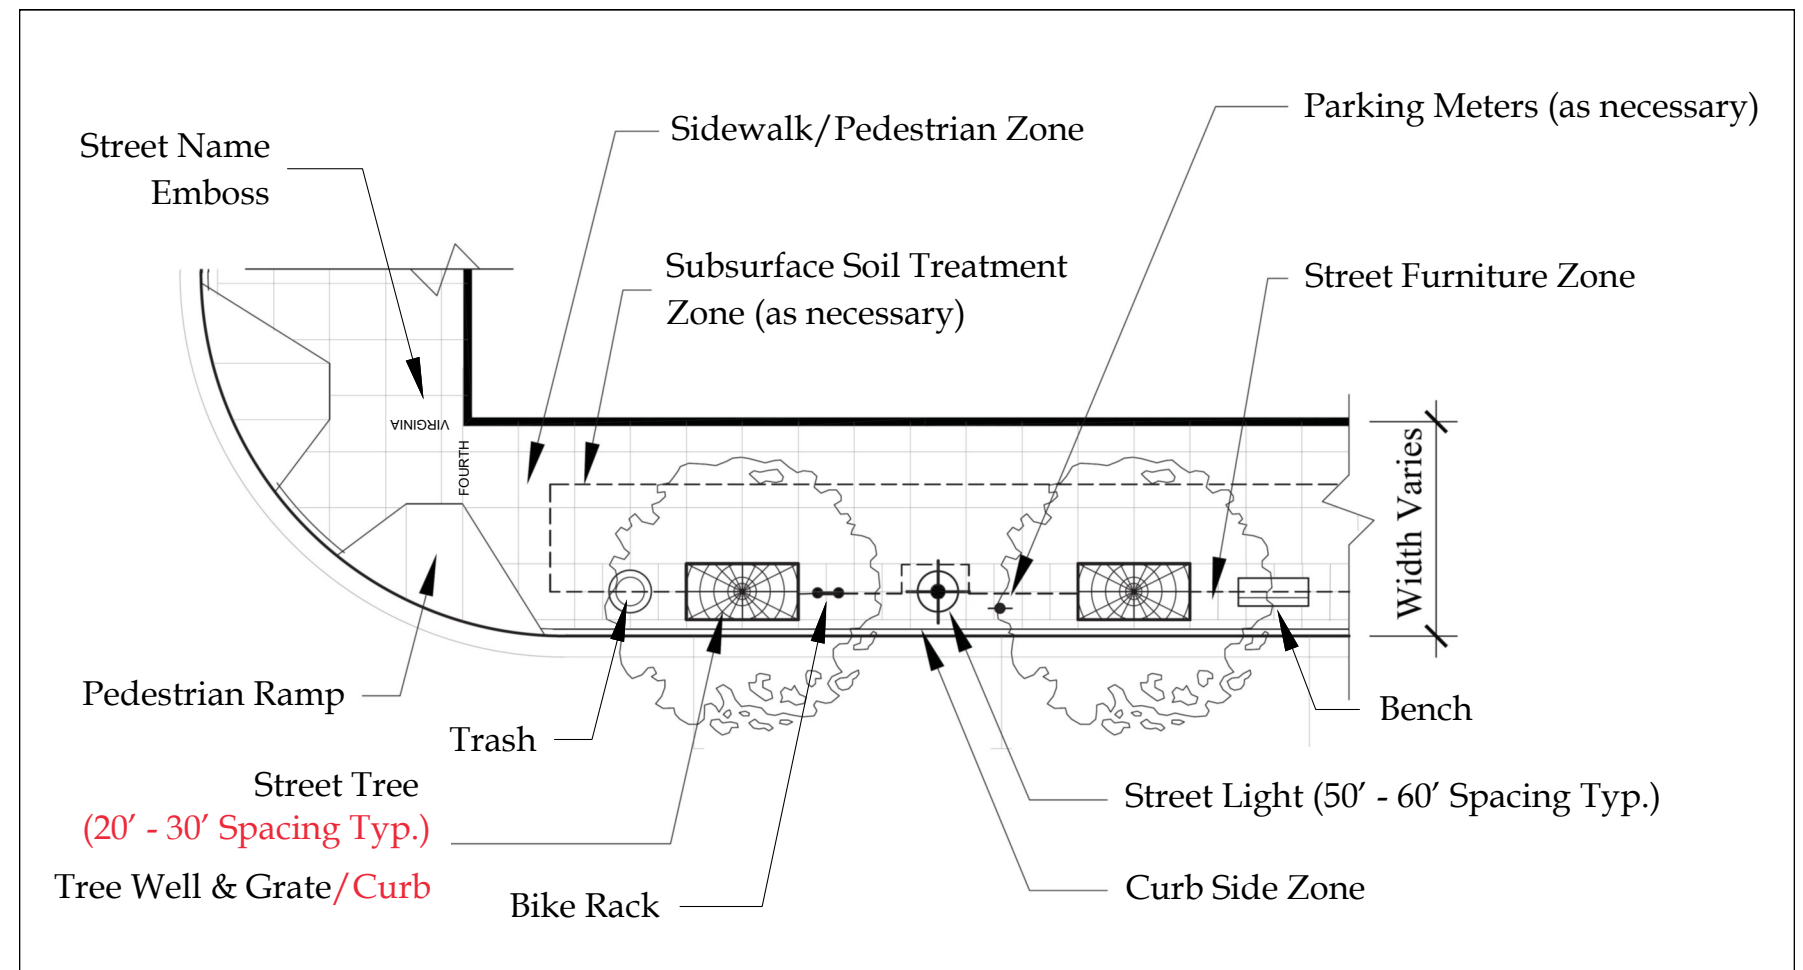 Street Name
Emboss
Sidewalk/Pedestrian Zone
Parking Meters (as necessary)
Subsurface Soil Treatment
Zone (as necessary)
Street Furniture Zone
VIRGINIA
FOURTH
Width Varies
Pedestrian Ramp
Trash
Bench
Street Tree
(20′ - 30′ Spacing Typ.)
Tree Well & Grate/Curb
Bike Rack
Street Light (50′ - 60′ Spacing Typ.)
Curb Side Zone